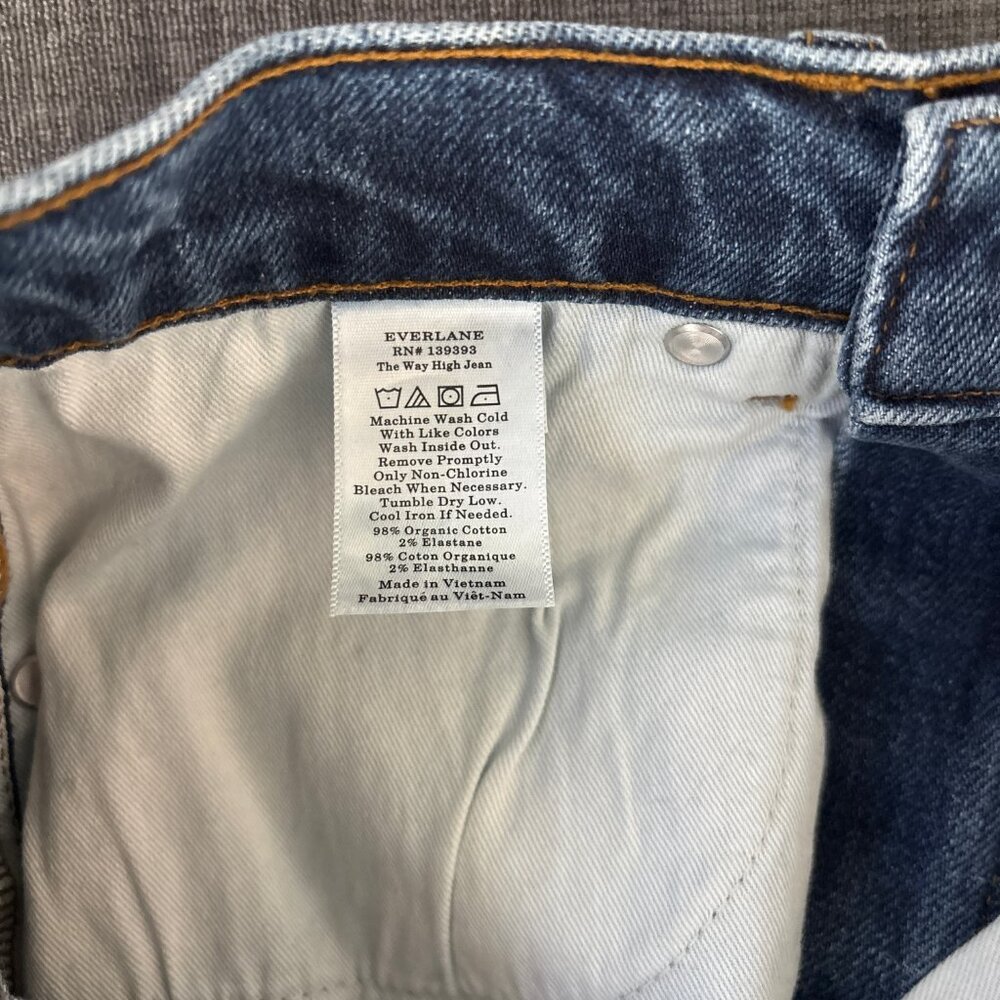 EVERLANE
RN# 139393
The Way High Jean
Machine Wash Cold
With Like Colors
Wash Inside Out.
Remove Promptly
Only Non-Chlorine
Bleach When Necessary.
Tumble Dry Low.
Cool Iron If Needed.
98% Organic Cotton
2% Elastane
98% Coton Organique
2% Elasthanne
Made in Vietnam
Fabriqué au Viêt-Nam